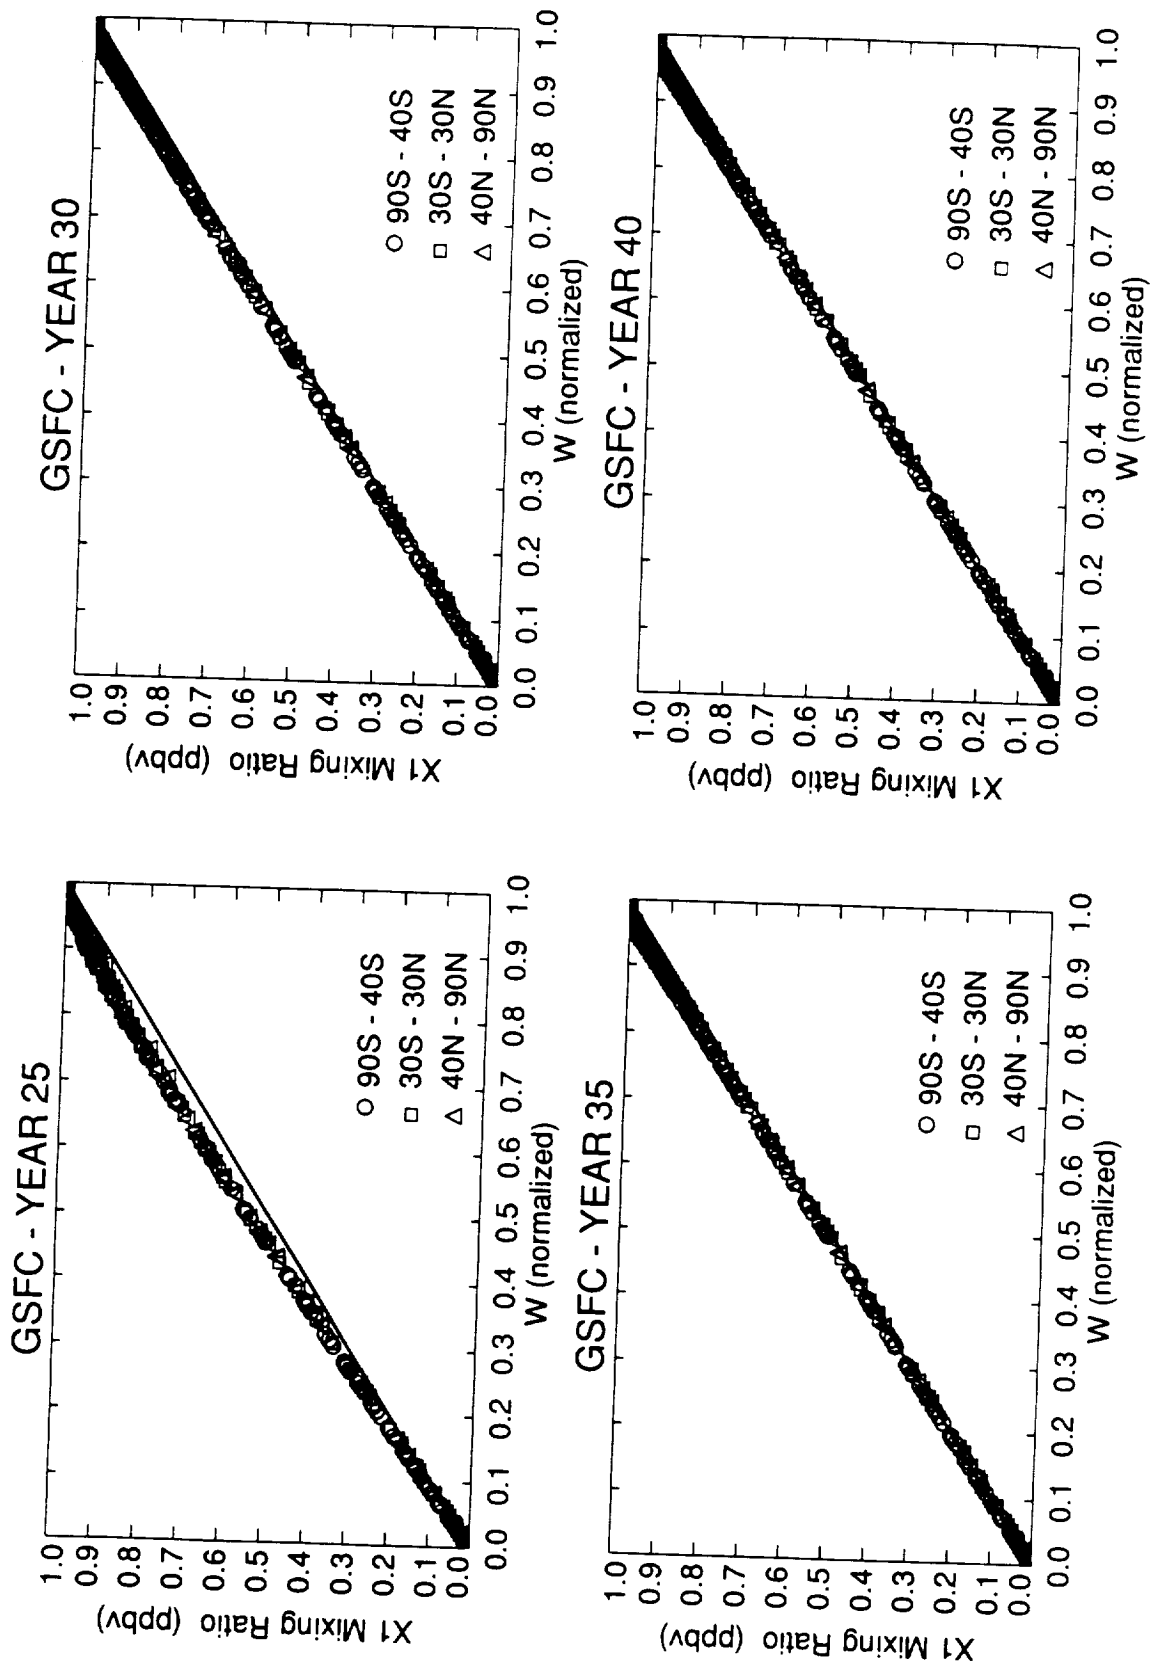 GSFC - YEAR 25
1.0
0.9
0.8
0.7
0.6
0.5
0.4
0.3
0.2
0.1
0.0
X1 Mixing Ratio (ppbv)
○ 90S - 40S
□ 30S - 30N
△ 40N - 90N
0.0 0.1 0.2 0.3 0.4 0.5 0.6 0.7 0.8 0.9 1.0
W (normalized)
GSFC - YEAR 30
1.0
0.9
0.8
0.7
0.6
0.5
0.4
0.3
0.2
0.1
0.0
X1 Mixing Ratio (ppbv)
○ 90S - 40S
□ 30S - 30N
△ 40N - 90N
0.0 0.1 0.2 0.3 0.4 0.5 0.6 0.7 0.8 0.9 1.0
W (normalized)
GSFC - YEAR 35
1.0
0.9
0.8
0.7
0.6
0.5
0.4
0.3
0.2
0.1
0.0
X1 Mixing Ratio (ppbv)
○ 90S - 40S
□ 30S - 30N
△ 40N - 90N
0.0 0.1 0.2 0.3 0.4 0.5 0.6 0.7 0.8 0.9 1.0
W (normalized)
GSFC - YEAR 40
1.0
0.9
0.8
0.7
0.6
0.5
0.4
0.3
0.2
0.1
0.0
X1 Mixing Ratio (ppbv)
○ 90S - 40S
□ 30S - 30N
△ 40N - 90N
0.0 0.1 0.2 0.3 0.4 0.5 0.6 0.7 0.8 0.9 1.0
W (normalized)